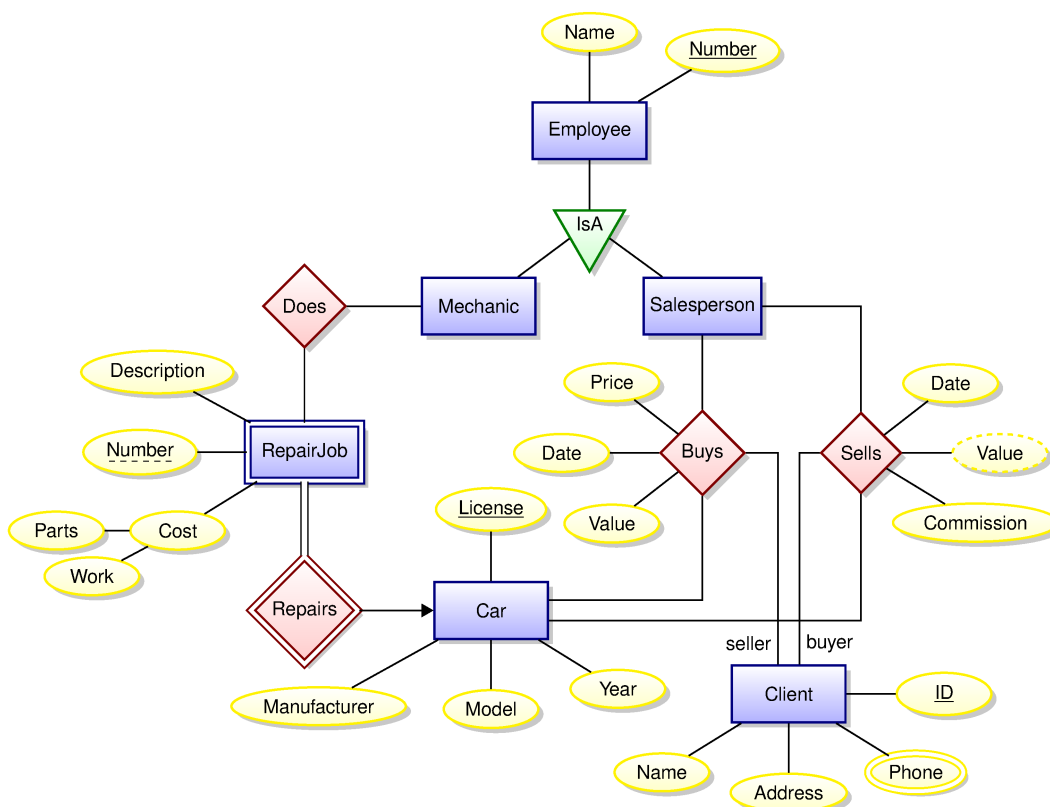 Name
Number
Employee
IsA
Does
Mechanic
Salesperson
Description
Price
Date
Number
RepairJob
Date
Buys
Sells
Value
License
Value
Commission
Parts
Cost
Work
Repairs
Car
seller
buyer
Manufacturer
Model
Year
Client
ID
Name
Address
Phone